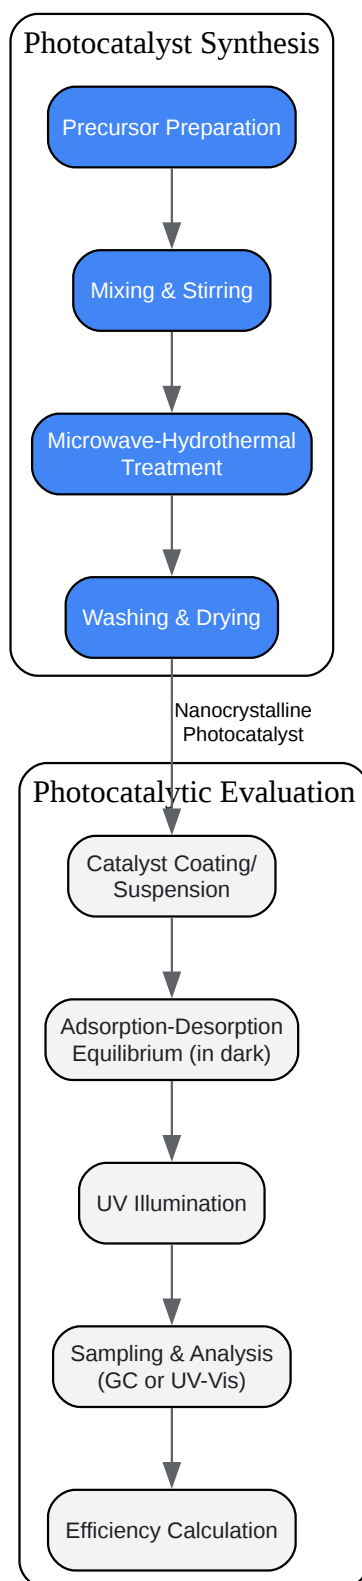 Photocatalyst Synthesis
Precursor Preparation
Mixing & Stirring
Microwave-Hydrothermal
Treatment
Washing & Drying
Nanocrystalline
Photocatalyst
Photocatalytic Evaluation
Catalyst Coating/
Suspension
Adsorption-Desorption
Equilibrium (in dark)
UV Illumination
Sampling & Analysis
(GC or UV-Vis)
Efficiency Calculation